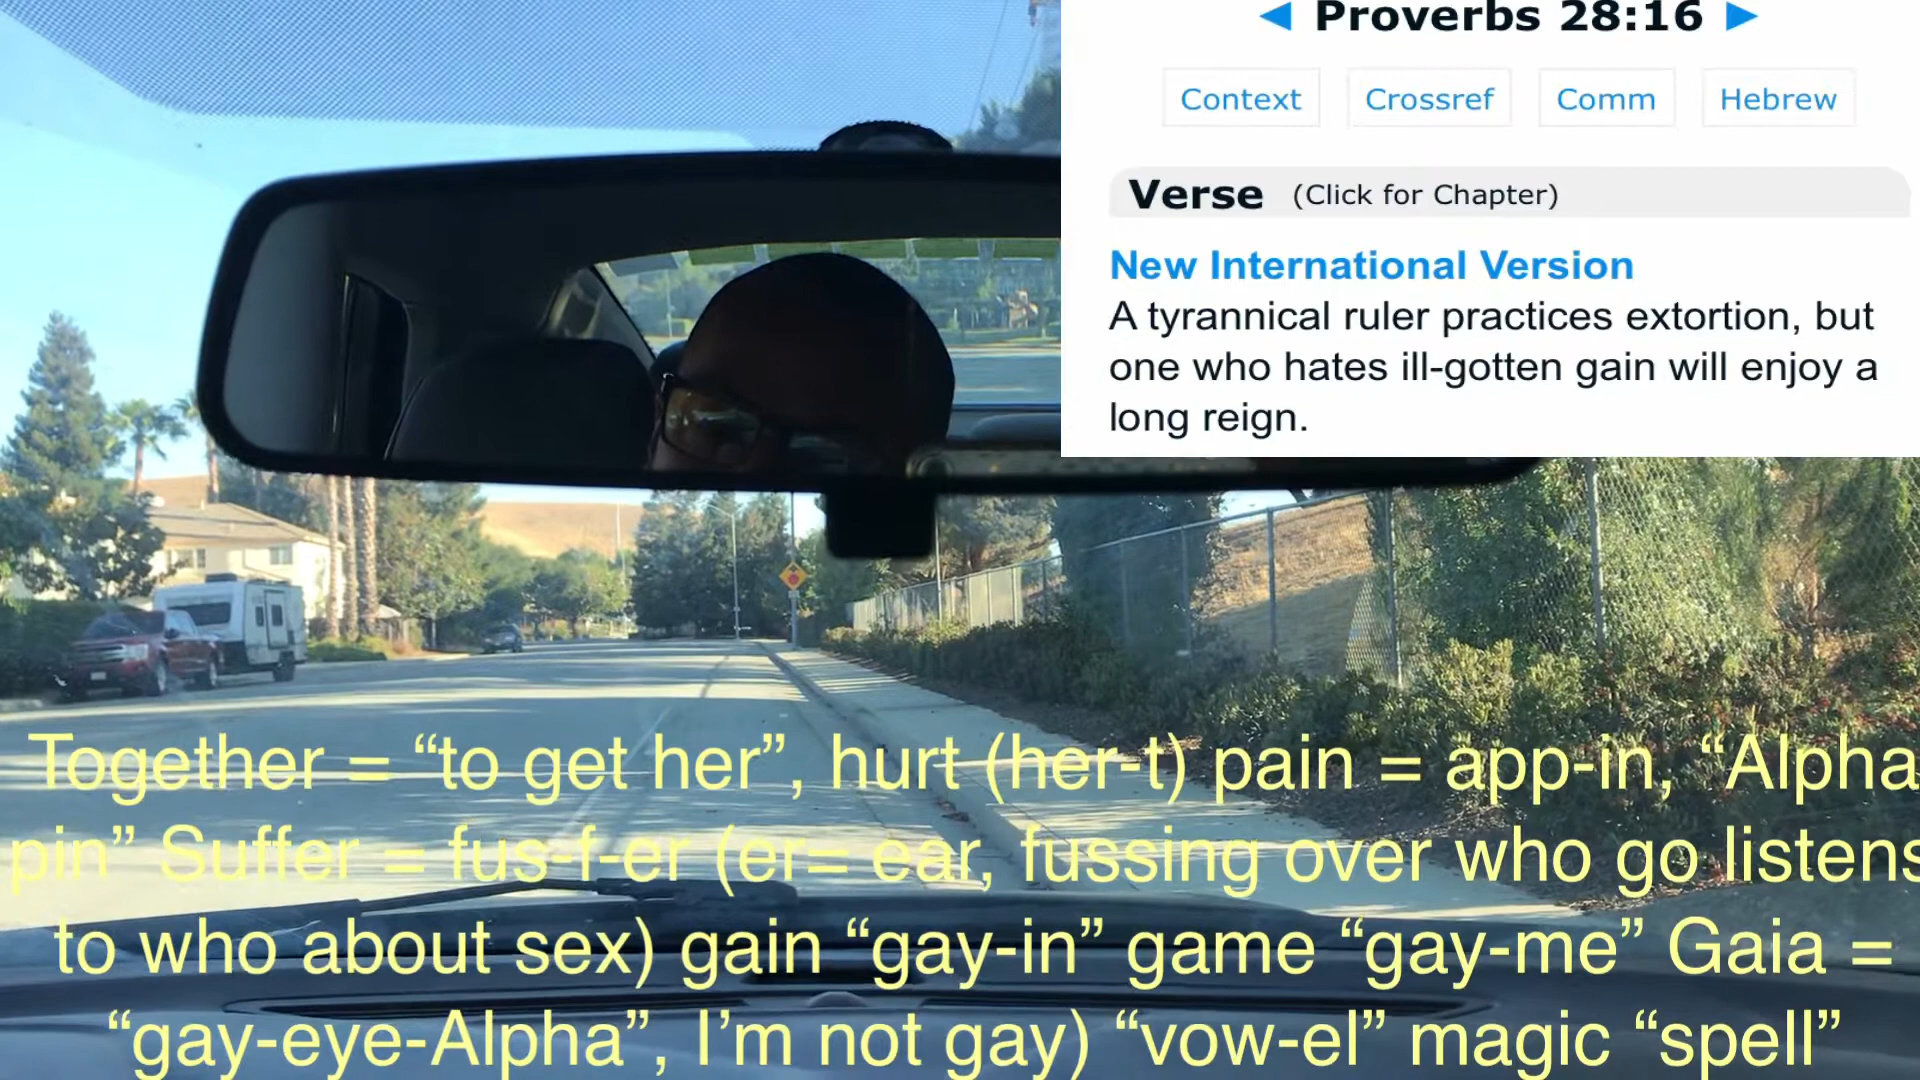 ◄ Proverbs 28:16 ►
Context Crossref Comm Hebrew
Verse (Click for Chapter)
New International Version
A tyrannical ruler practices extortion, but
one who hates ill-gotten gain will enjoy a
long reign.
Together = “to get her”, hurt (her-t) pain = app-in, “Alpha
pin” Suffer = fus-f-er (er= ear, fussing over who go listens
to who about sex) gain “gay-in” game “gay-me” Gaia =
“gay-eye-Alpha”, I’m not gay) “vow-el” magic “spell”